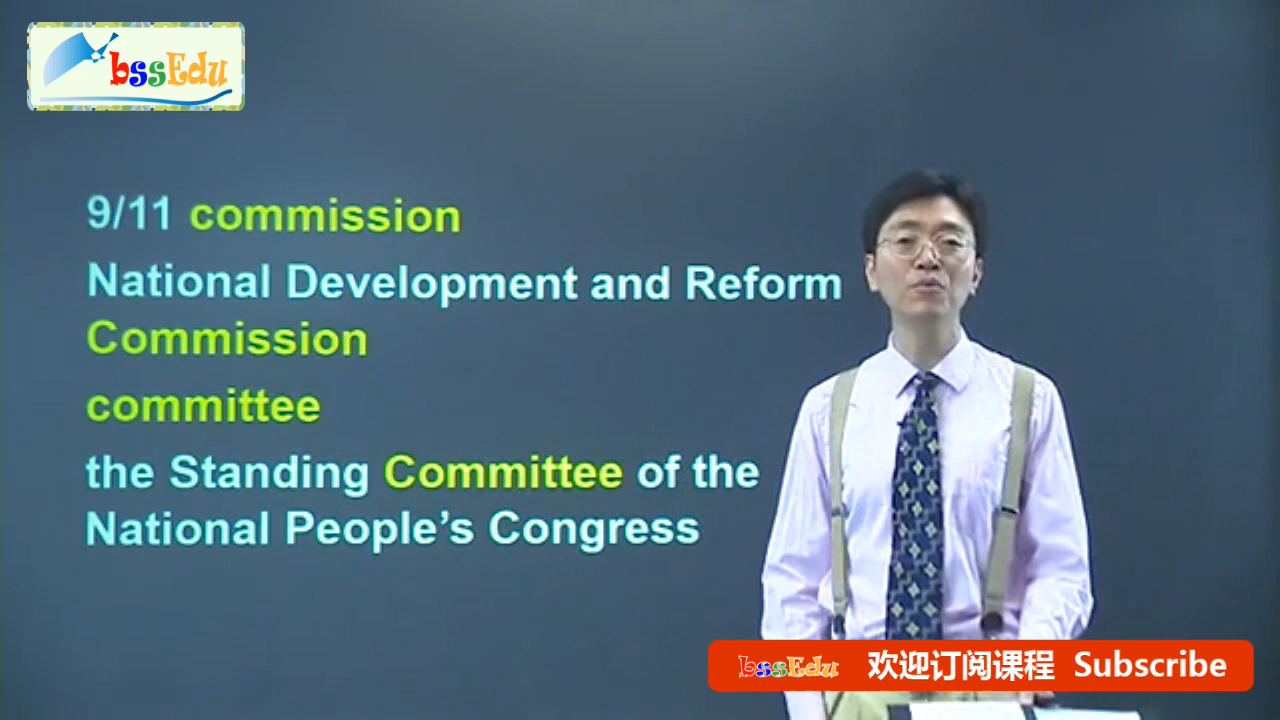 bssEdu
9/11 commission
National Development and Reform
Commission
committee
the Standing Committee of the
National People's Congress
bssEdu 欢迎订阅课程 Subscribe